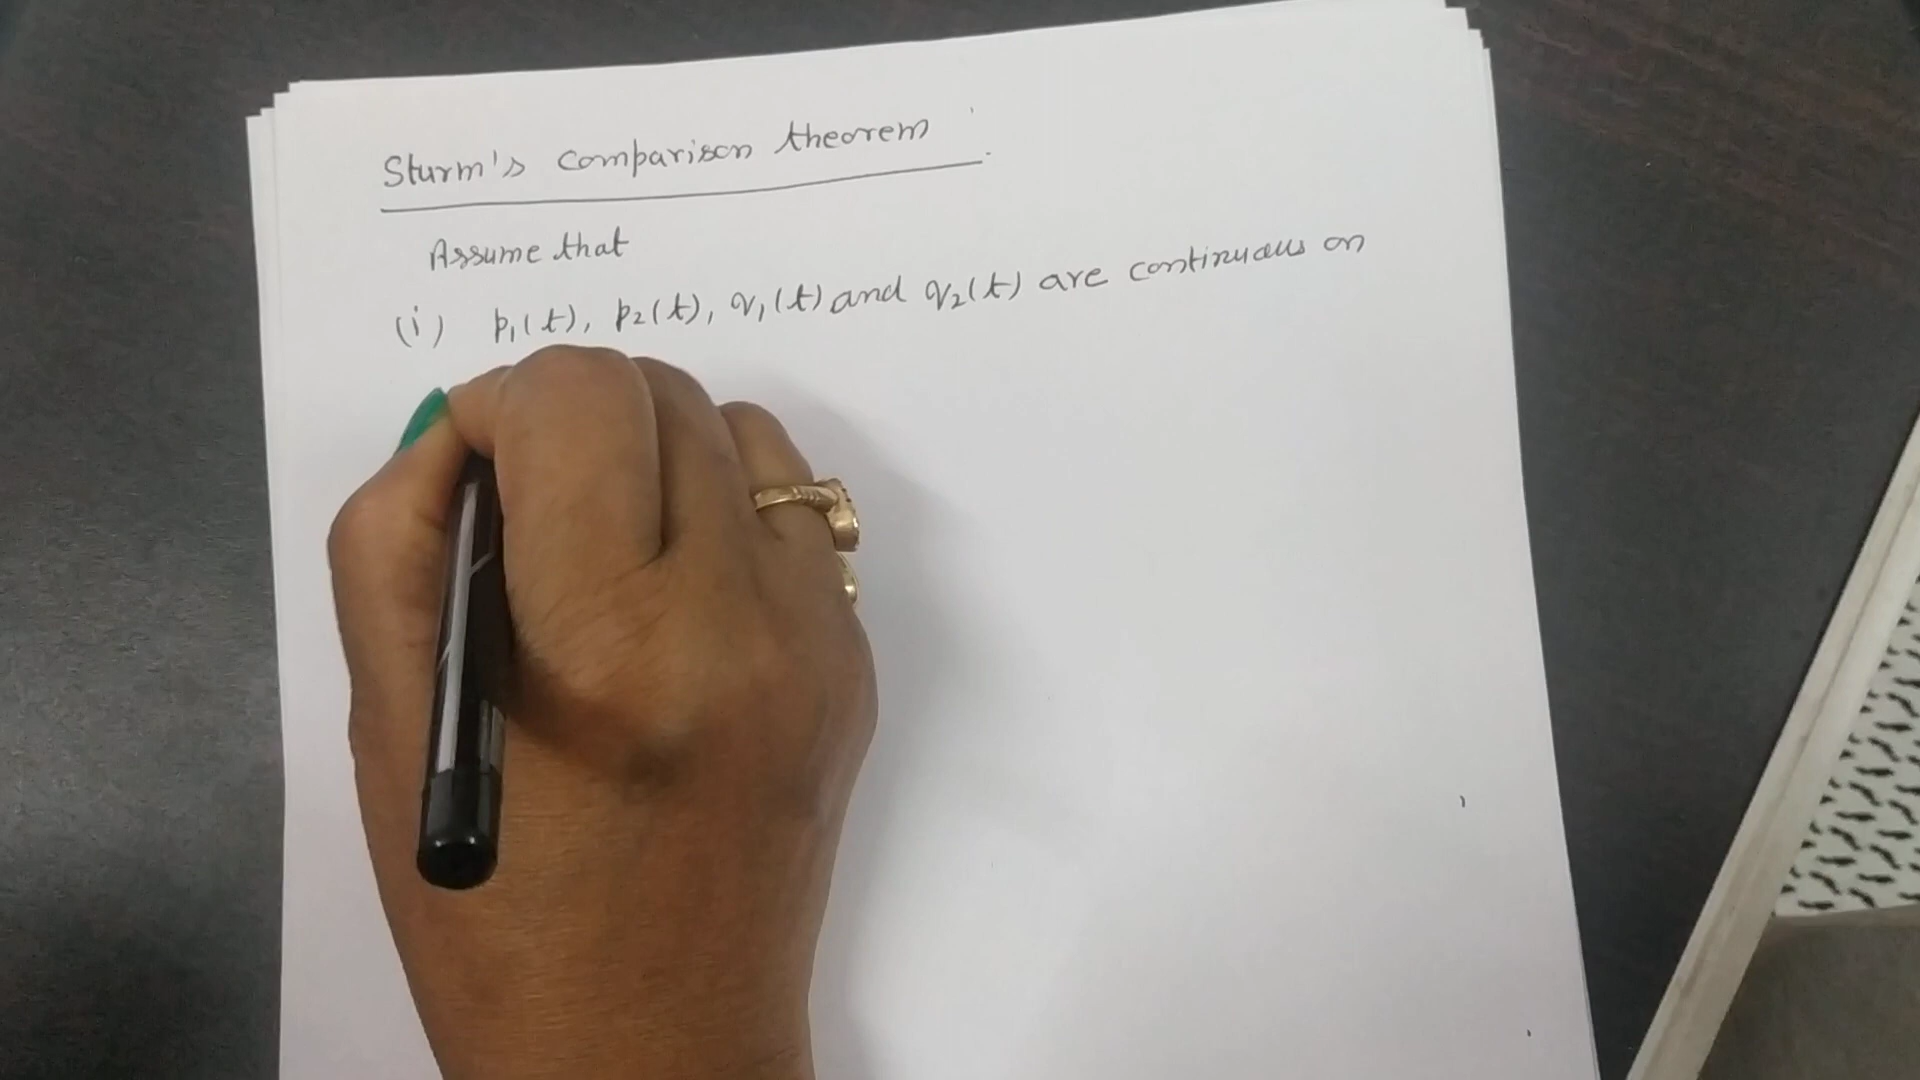 Sturm's comparison theorem
Assume that
(i) p₁(t), p₂(t), q₁(t) and q₂(t) are continuous on